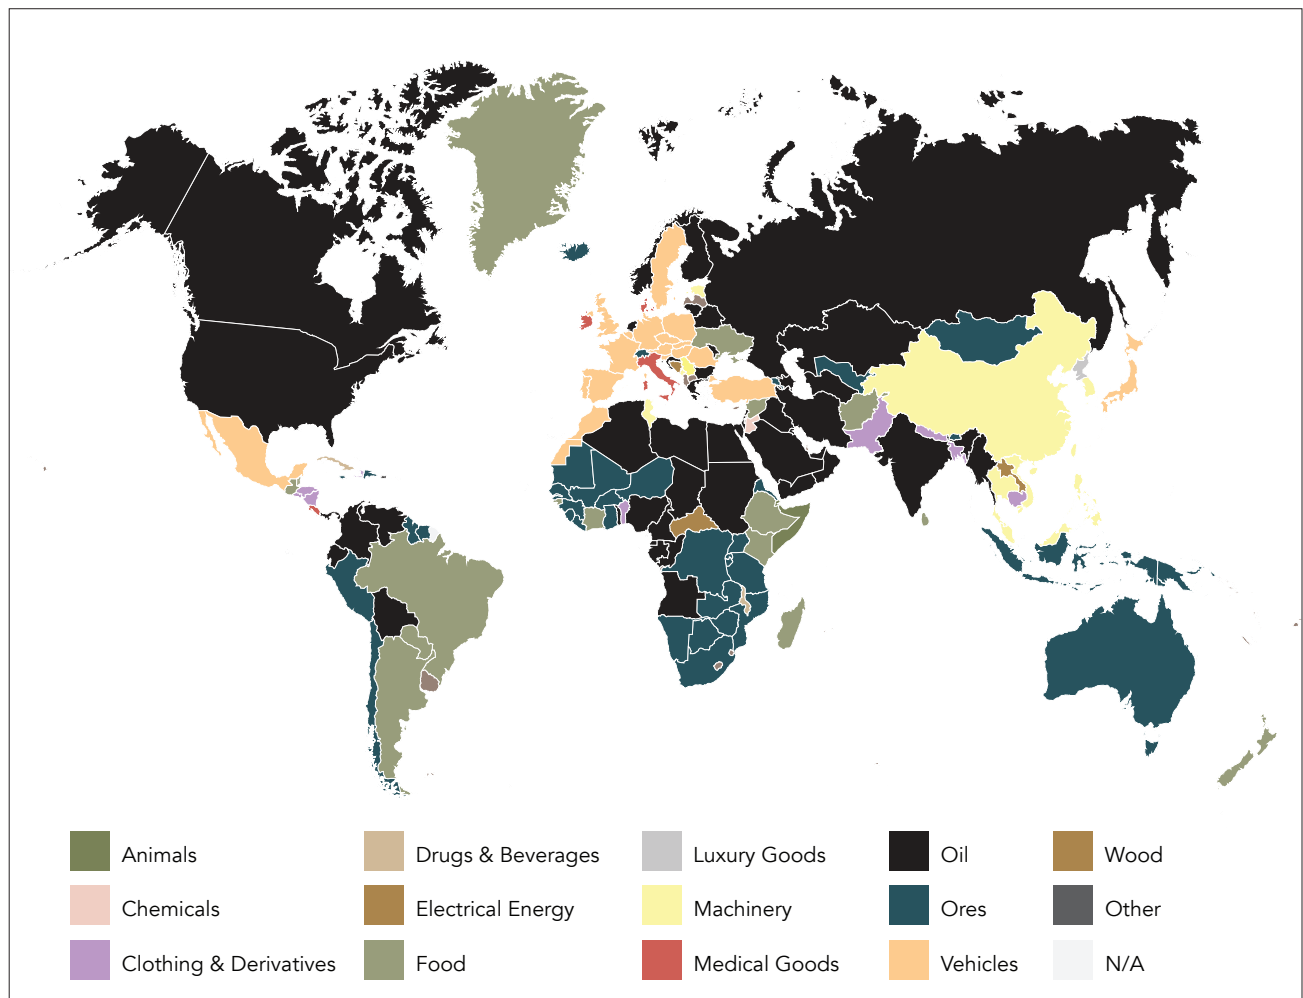 Animals
Drugs & Beverages
Luxury Goods
Oil
Wood
Chemicals
Electrical Energy
Machinery
Ores
Other
Clothing & Derivatives
Food
Medical Goods
Vehicles
N/A